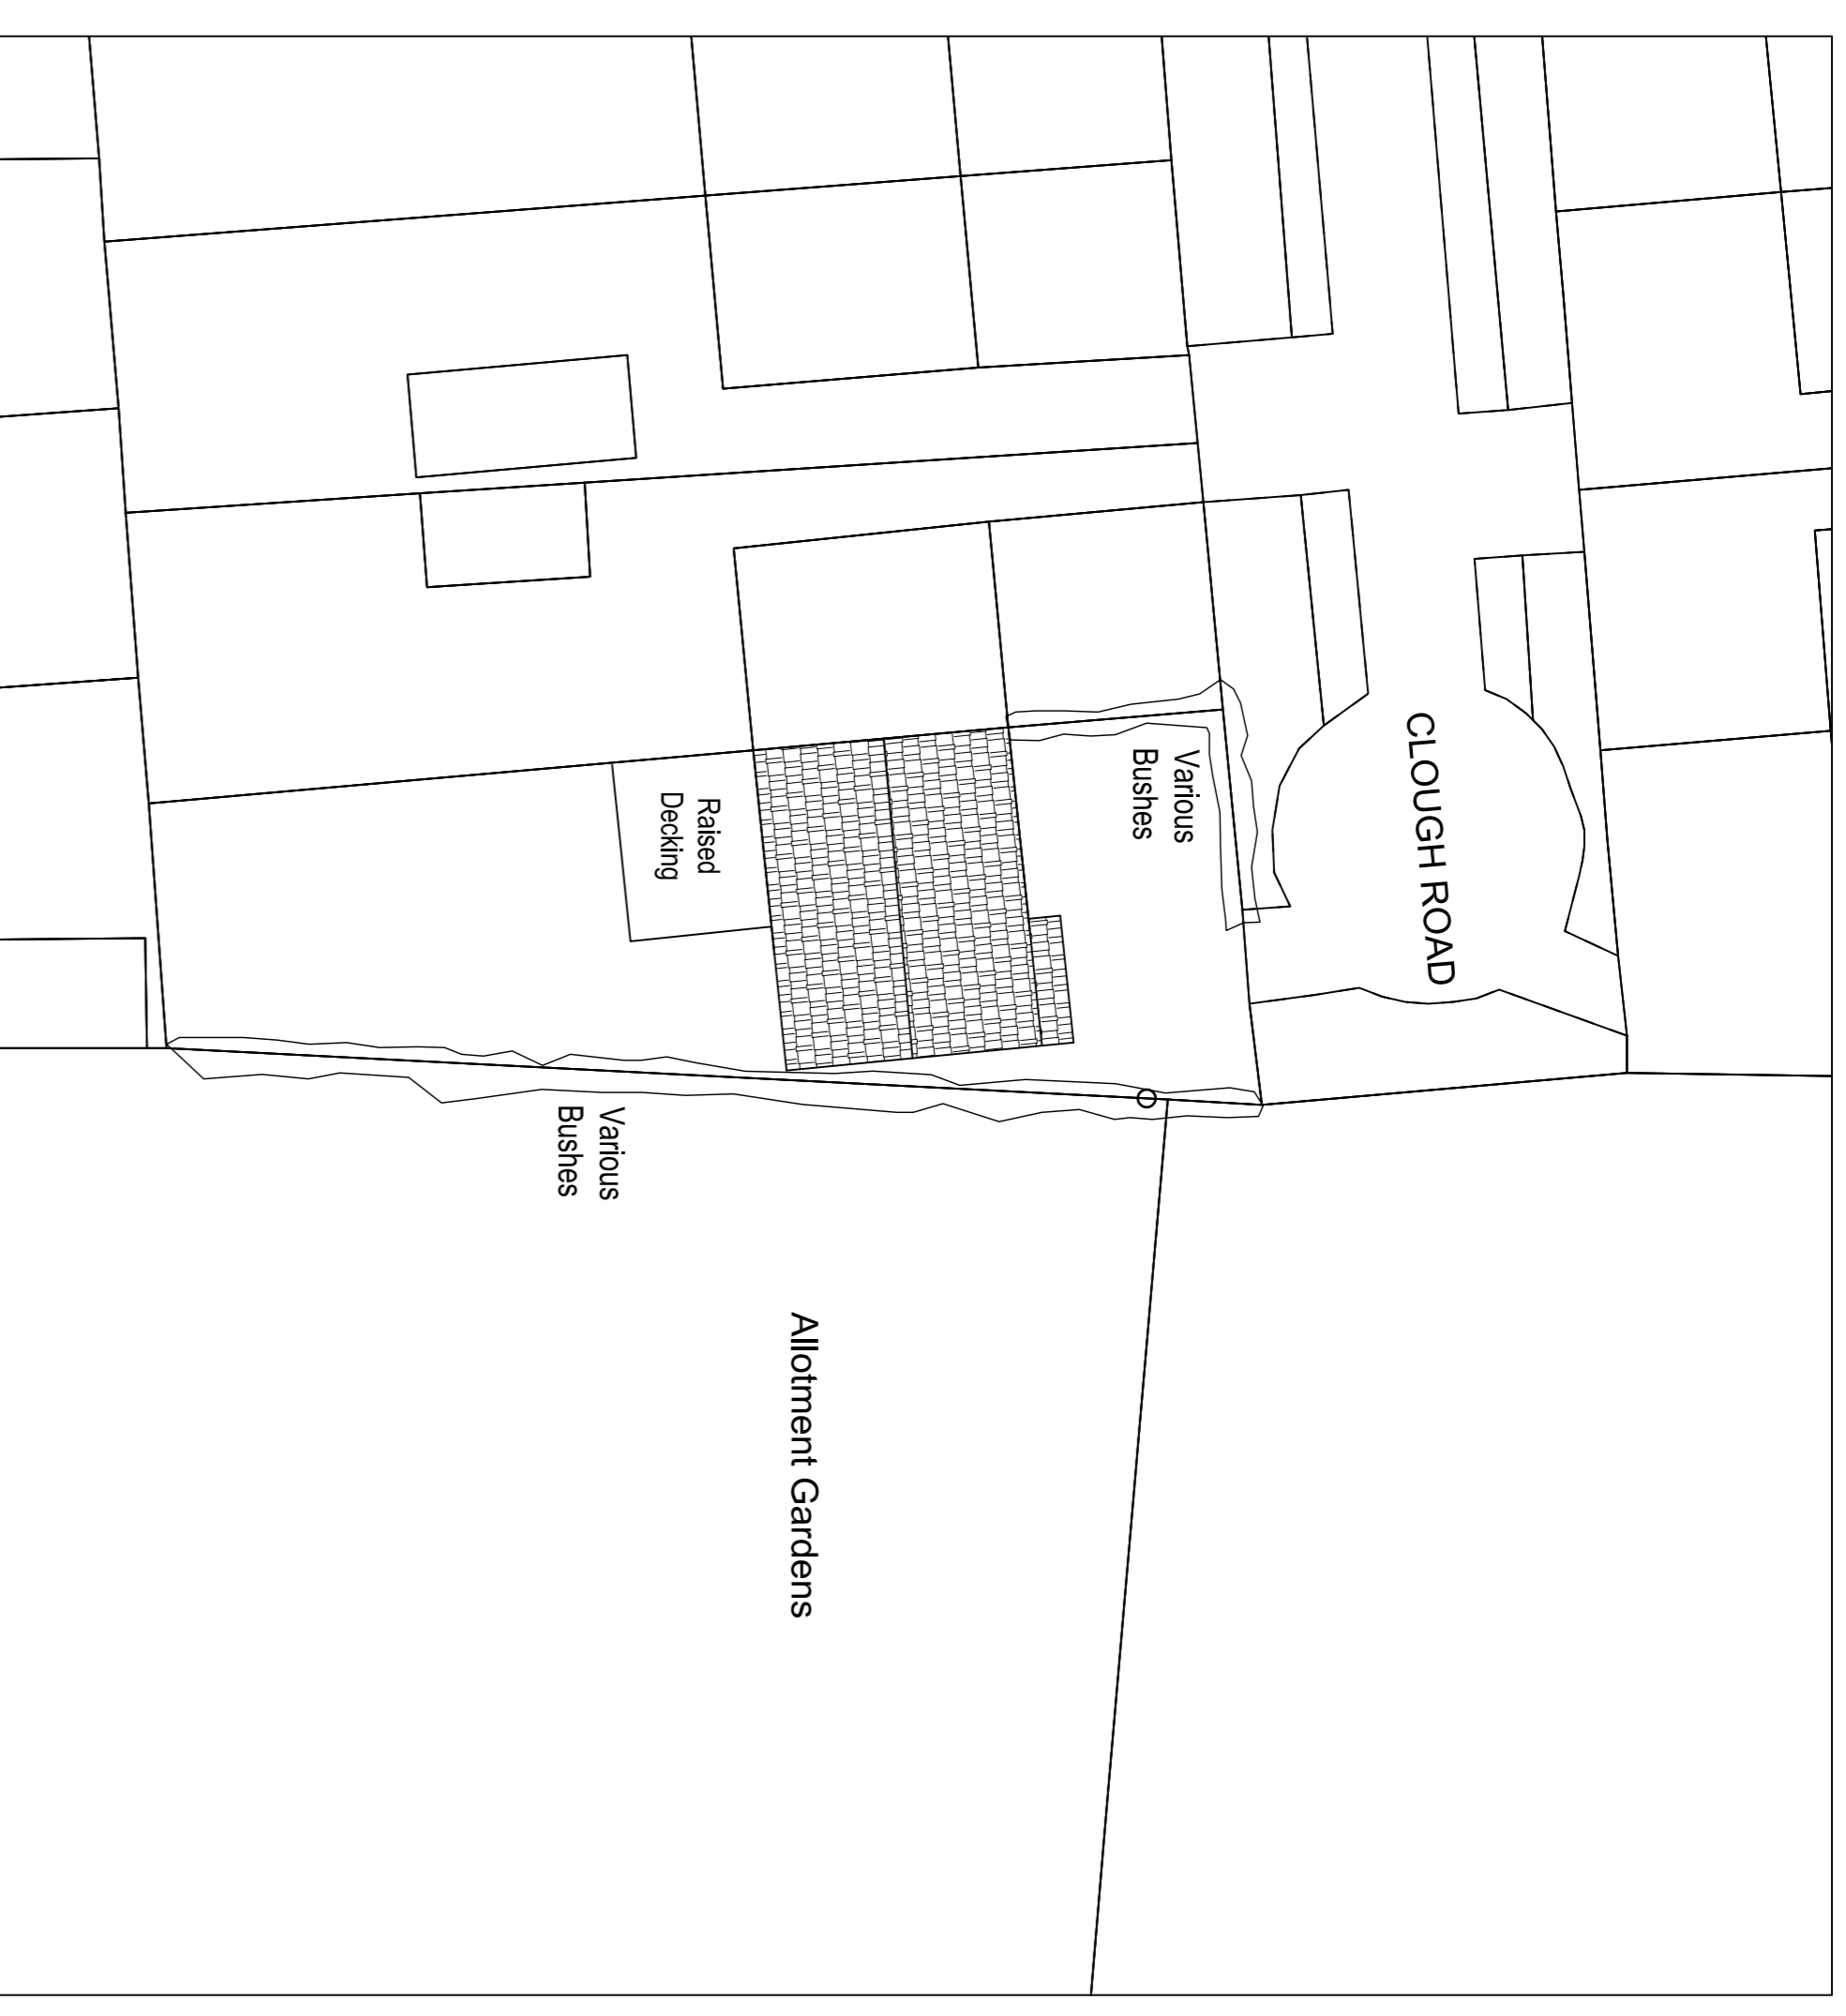 CLOUGH ROAD
Various
Bushes
Raised
Decking
Various
Bushes
Allotment Gardens